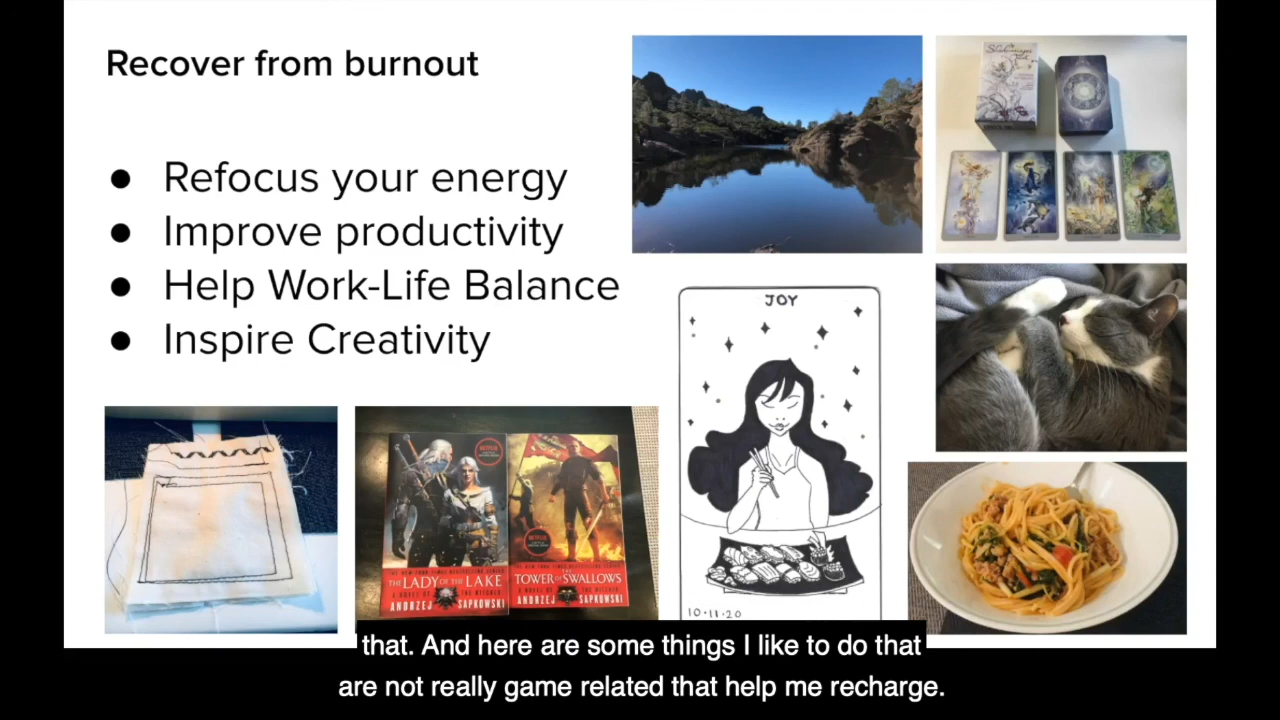 Recover from burnout
● Refocus your energy
● Improve productivity
● Help Work-Life Balance
● Inspire Creativity
JOY
10·11·20
NETFLIX
NETFLIX
THE LADY OF THE LAKE
A NOVEL OF THE WITCHER
ANDRZEJ SAPKOWSKI
TOWER OF SWALLOWS
A NOVEL OF THE WITCHER
ANDRZEJ SAPKOWSKI
that. And here are some things I like to do that
are not really game related that help me recharge.